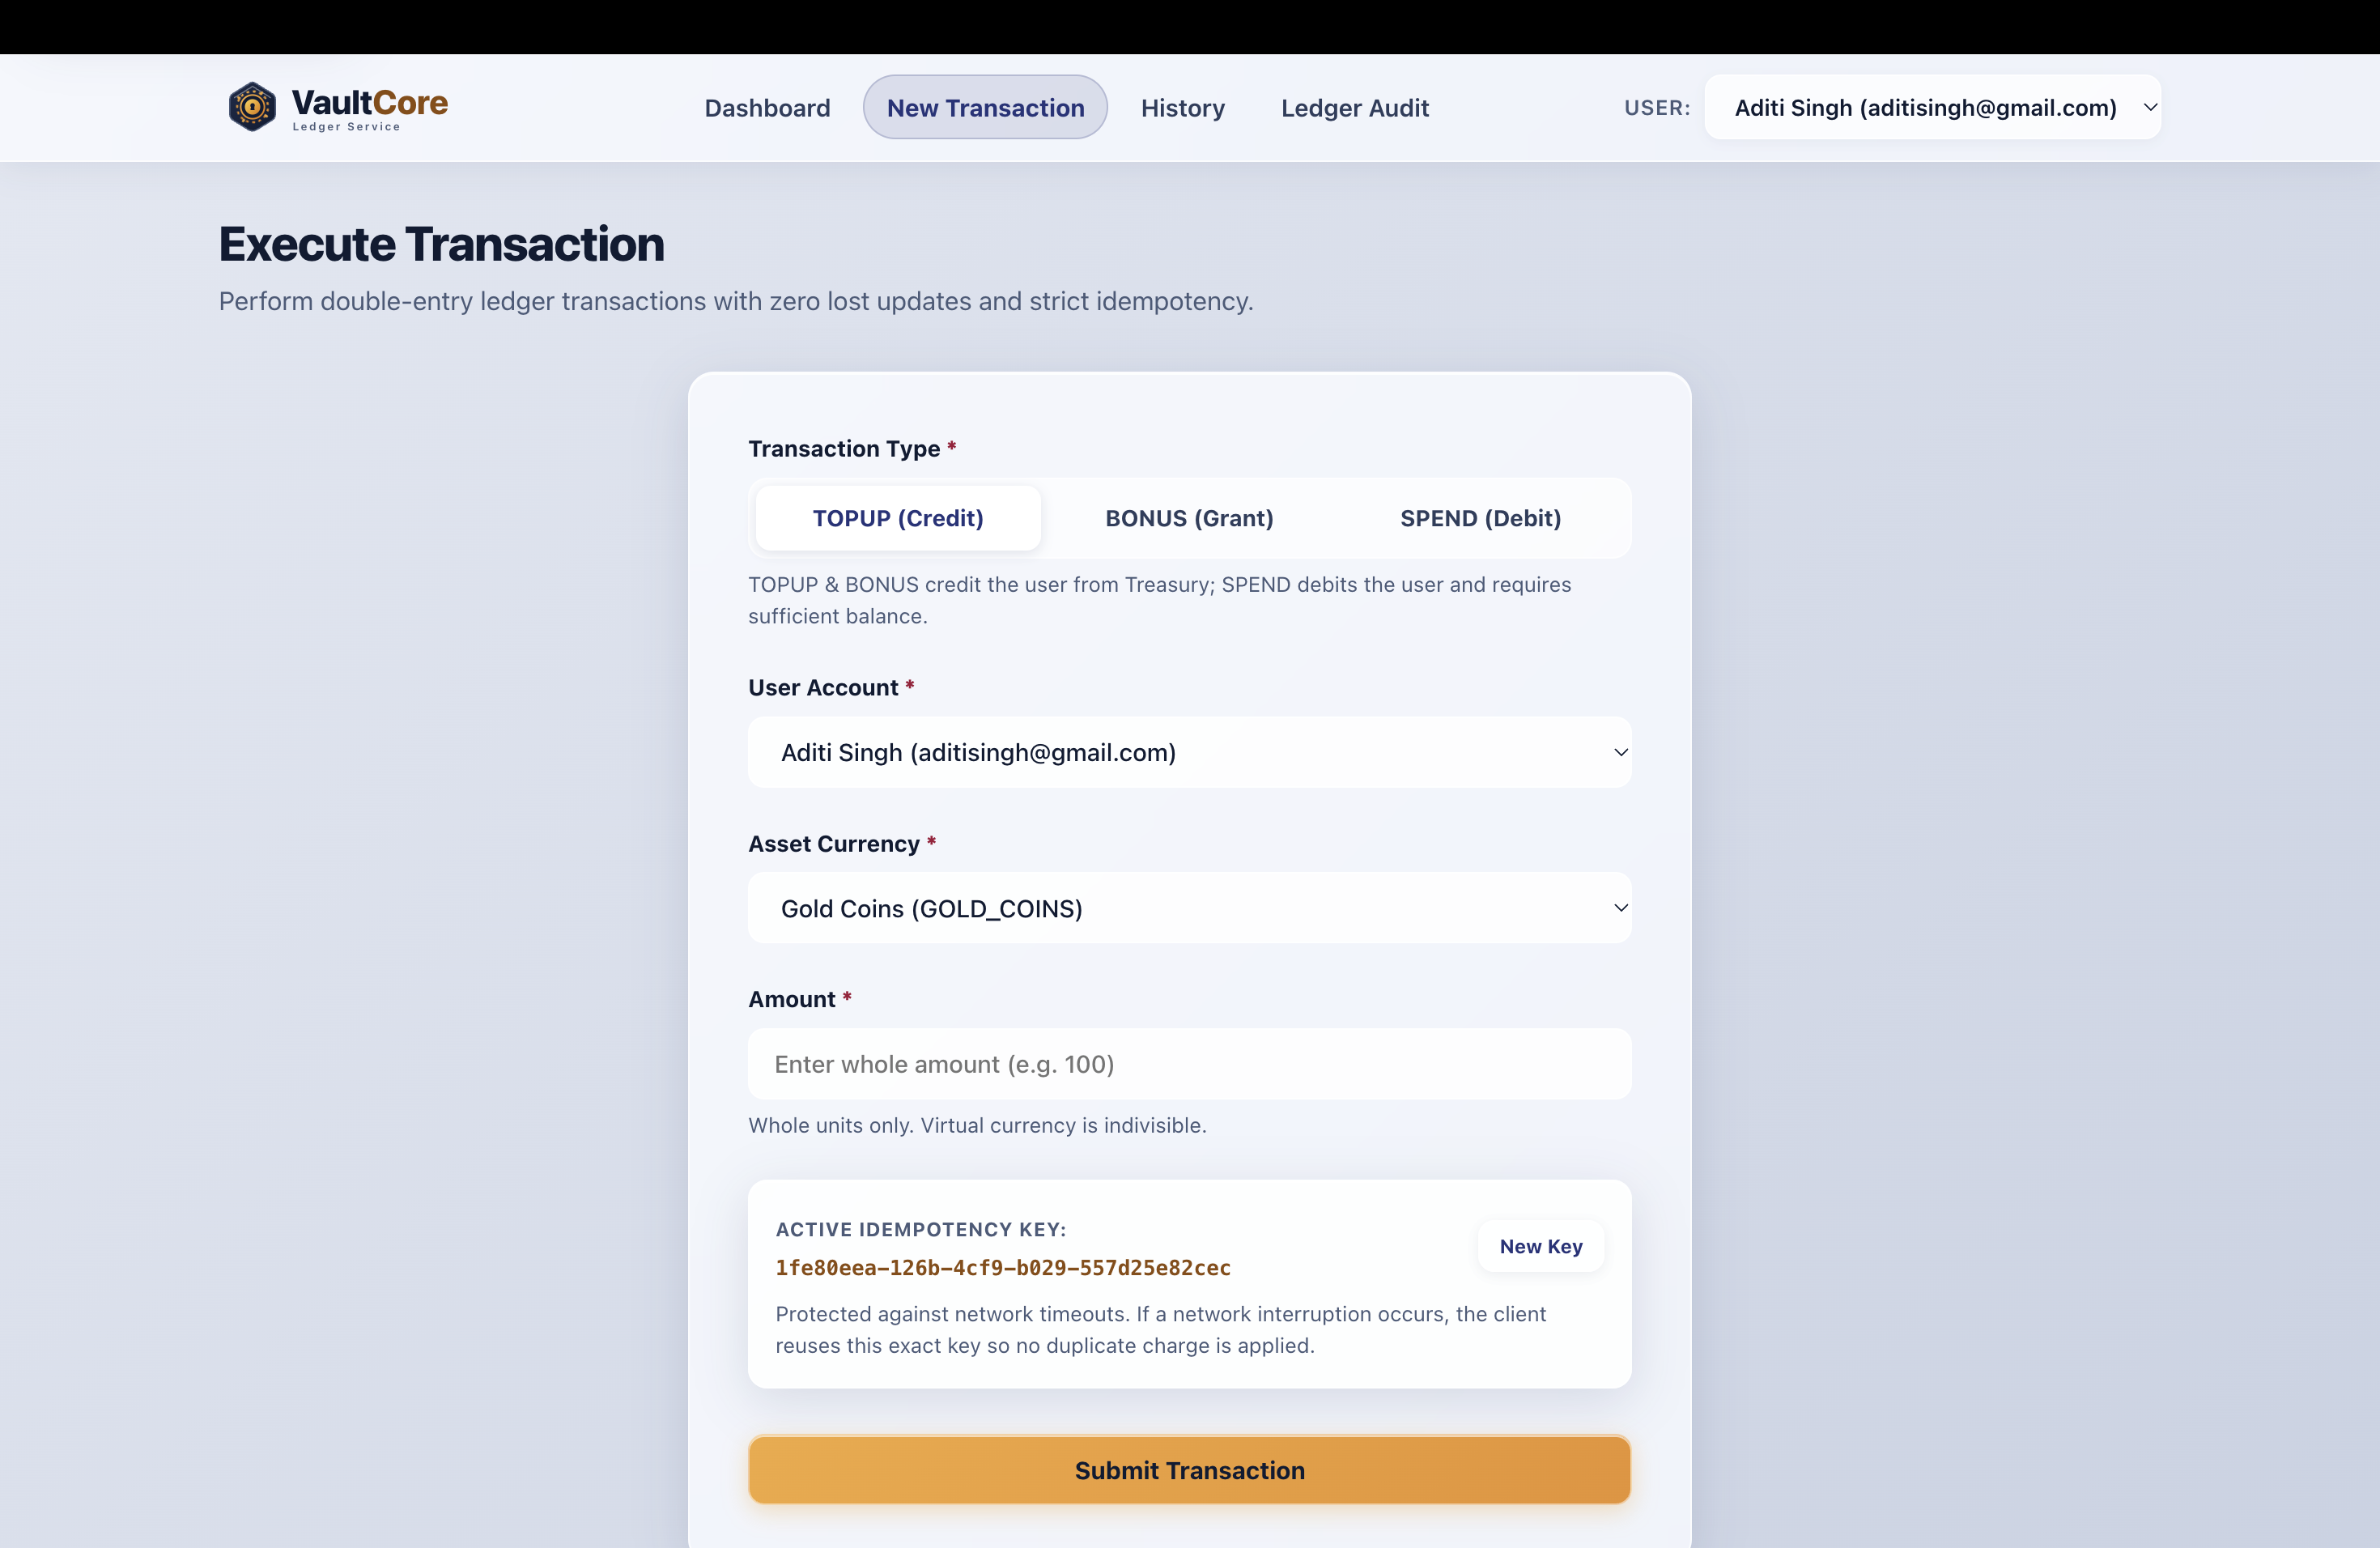 VaultCore
Ledger Service
Dashboard
New Transaction
History
Ledger Audit
USER:
Aditi Singh (aditisingh@gmail.com)
Execute Transaction
Perform double-entry ledger transactions with zero lost updates and strict idempotency.
Transaction Type *
TOPUP (Credit)
BONUS (Grant)
SPEND (Debit)
TOPUP & BONUS credit the user from Treasury; SPEND debits the user and requires
sufficient balance.
User Account *
Aditi Singh (aditisingh@gmail.com)
Asset Currency *
Gold Coins (GOLD_COINS)
Amount *
Enter whole amount (e.g. 100)
Whole units only. Virtual currency is indivisible.
ACTIVE IDEMPOTENCY KEY:
1fe80eea-126b-4cf9-b029-557d25e82cec
New Key
Protected against network timeouts. If a network interruption occurs, the client
reuses this exact key so no duplicate charge is applied.
Submit Transaction